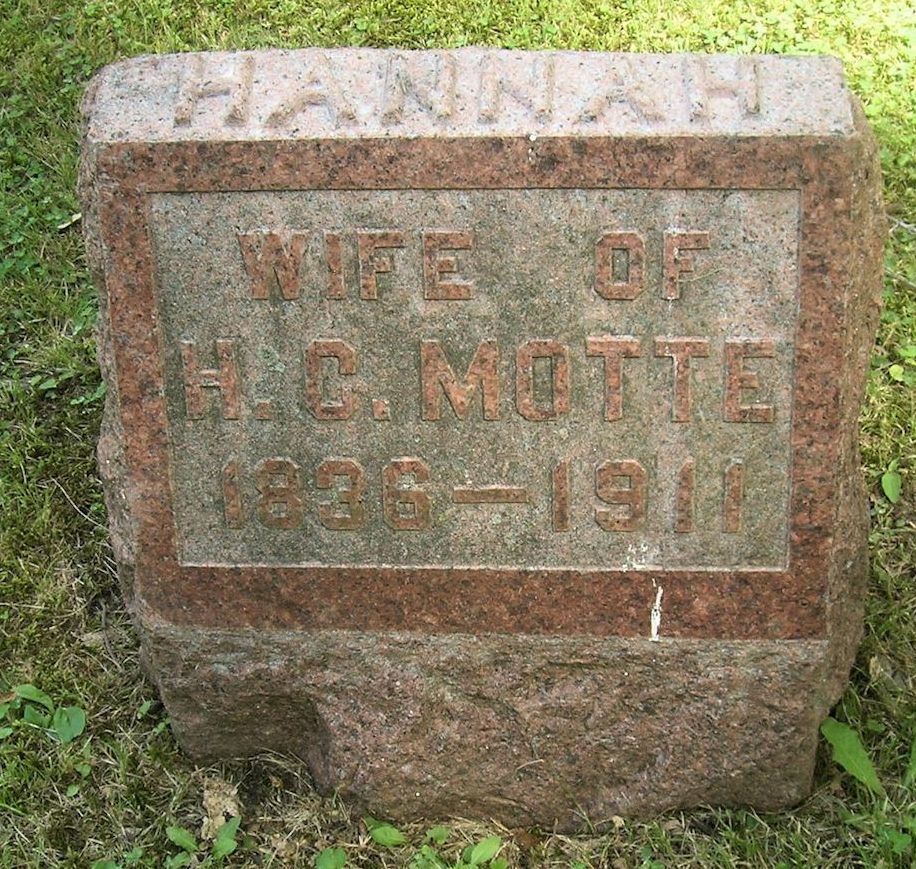 HANNAH
WIFE OF
H. C. MOTTE
1836—1911